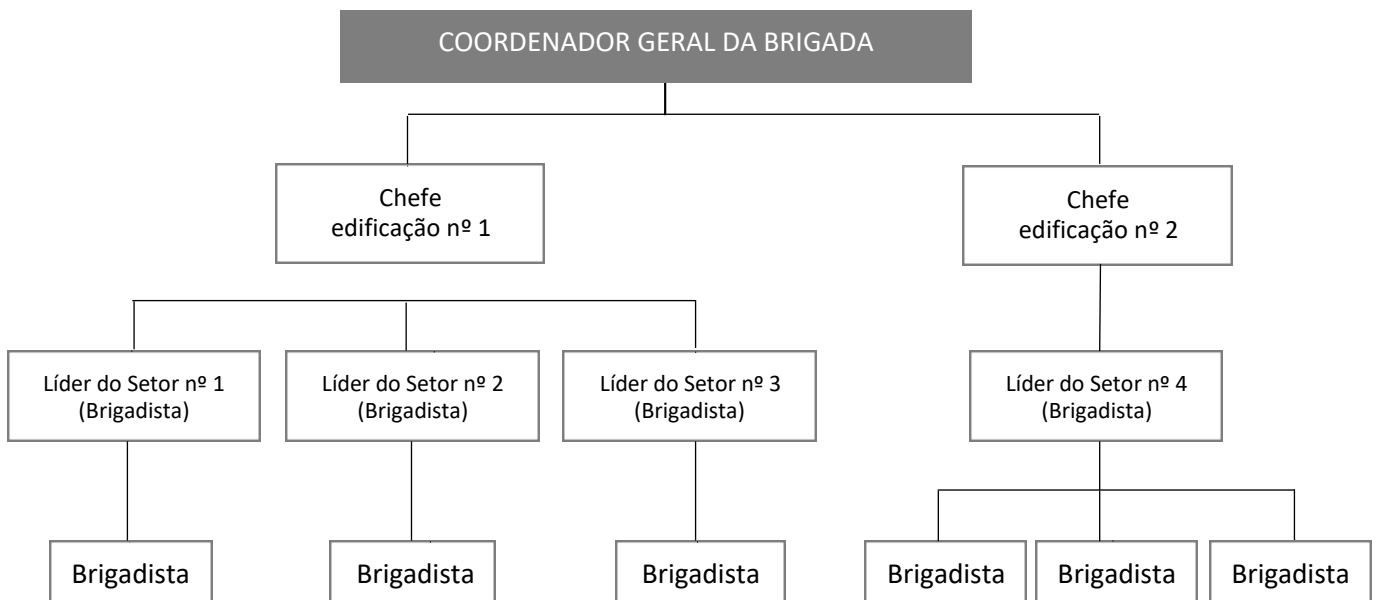 COORDENADOR GERAL DA BRIGADA
Chefe
edificação nº 1
Chefe
edificação nº 2
Líder do Setor nº 1
(Brigadista)
Líder do Setor nº 2
(Brigadista)
Líder do Setor nº 3
(Brigadista)
Líder do Setor nº 4
(Brigadista)
Brigadista
Brigadista
Brigadista
Brigadista
Brigadista
Brigadista